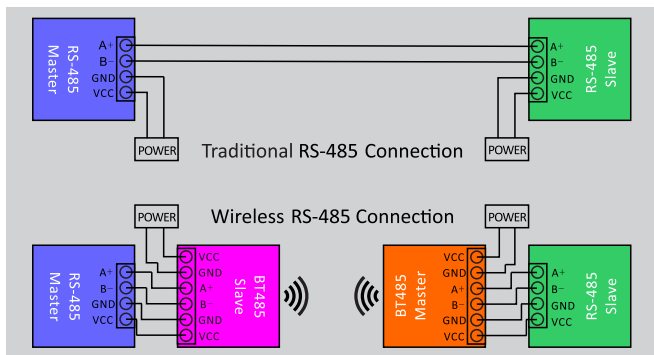 RS-485
Master
A+
B−
GND
VCC
POWER
Traditional RS-485 Connection
A+
B−
GND
VCC
RS-485
Slave
POWER
POWER
Wireless RS-485 Connection
POWER
RS-485
Master
A+
B−
GND
VCC
VCC
GND
A+
B−
GND
VCC
BT485
Slave
BT485
Master
VCC
GND
A+
B−
GND
VCC
A+
B−
GND
VCC
RS-485
Slave